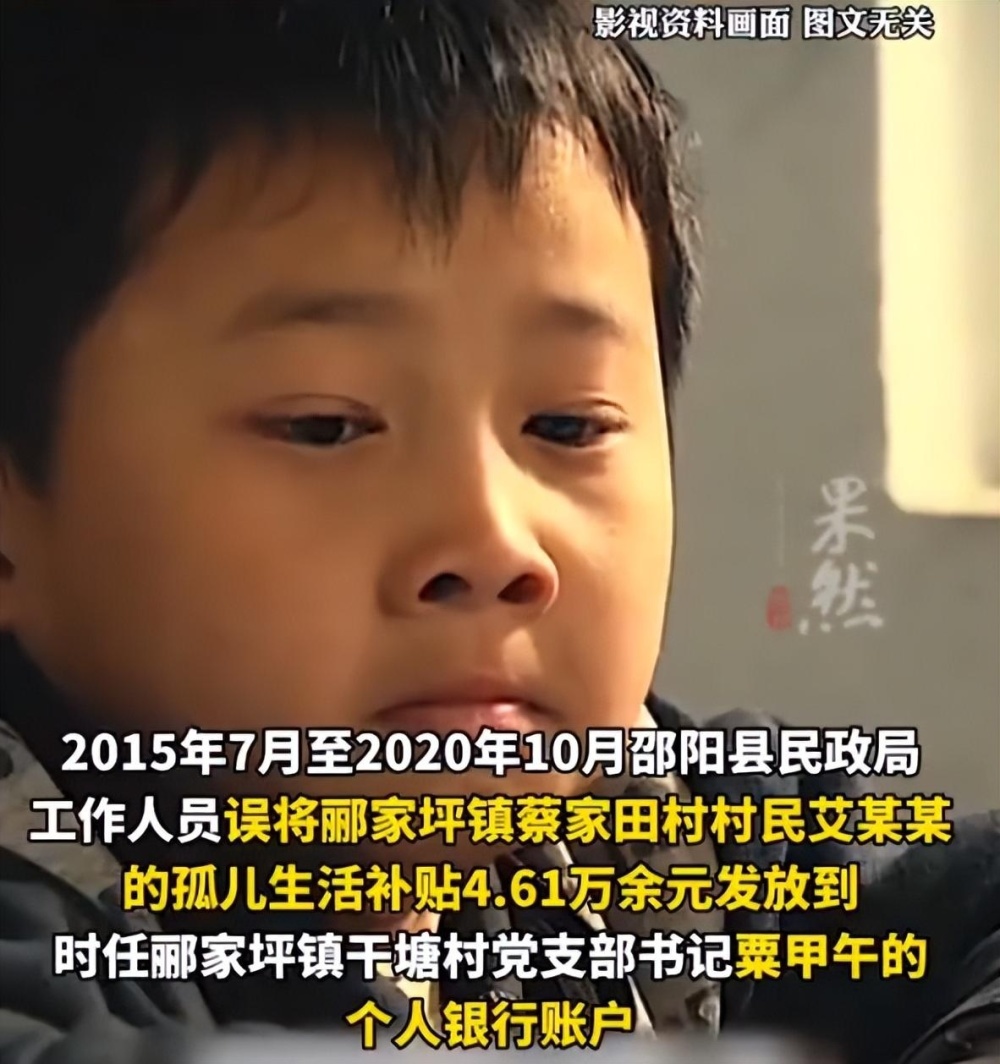 影视资料画面 图文无关
果然
2015年7月至2020年10月邵阳县民政局
工作人员误将郦家坪镇蔡家田村村民艾某某
的孤儿生活补贴4.61万余元发放到
时任郦家坪镇干塘村党支部书记粟甲午的
个人银行账户